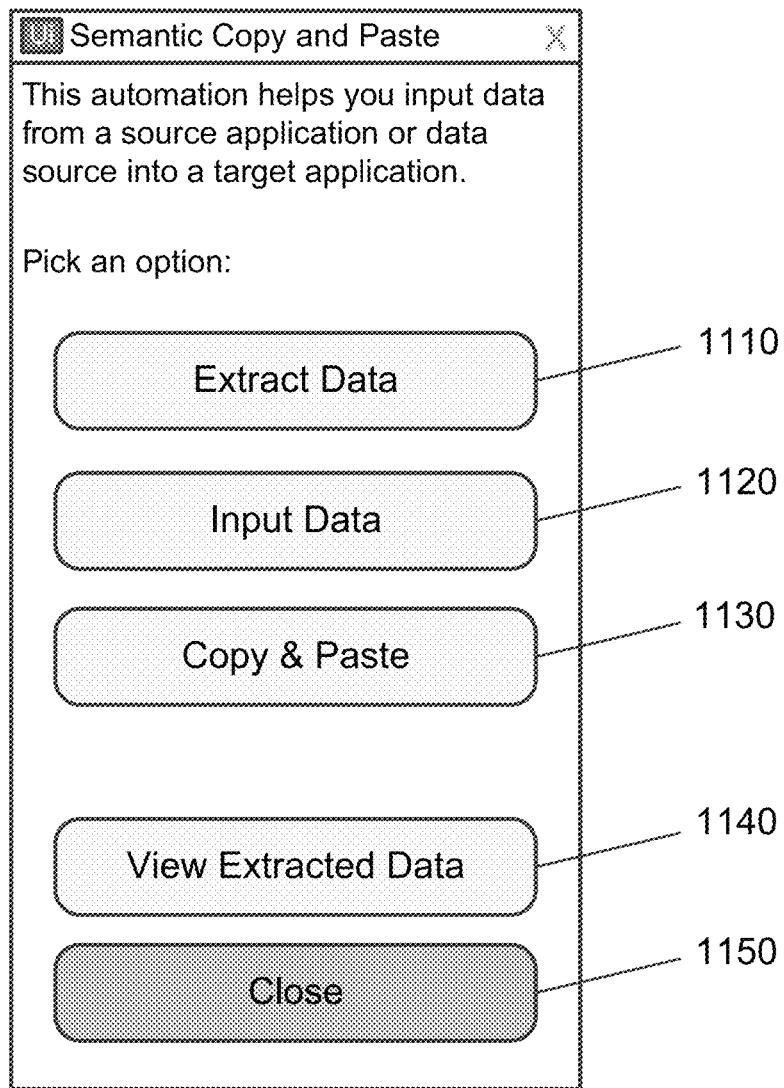 Ui Semantic Copy and Paste X
This automation helps you input data
from a source application or data
source into a target application.
Pick an option:
Extract Data 1110
Input Data 1120
Copy & Paste 1130
View Extracted Data 1140
Close 1150